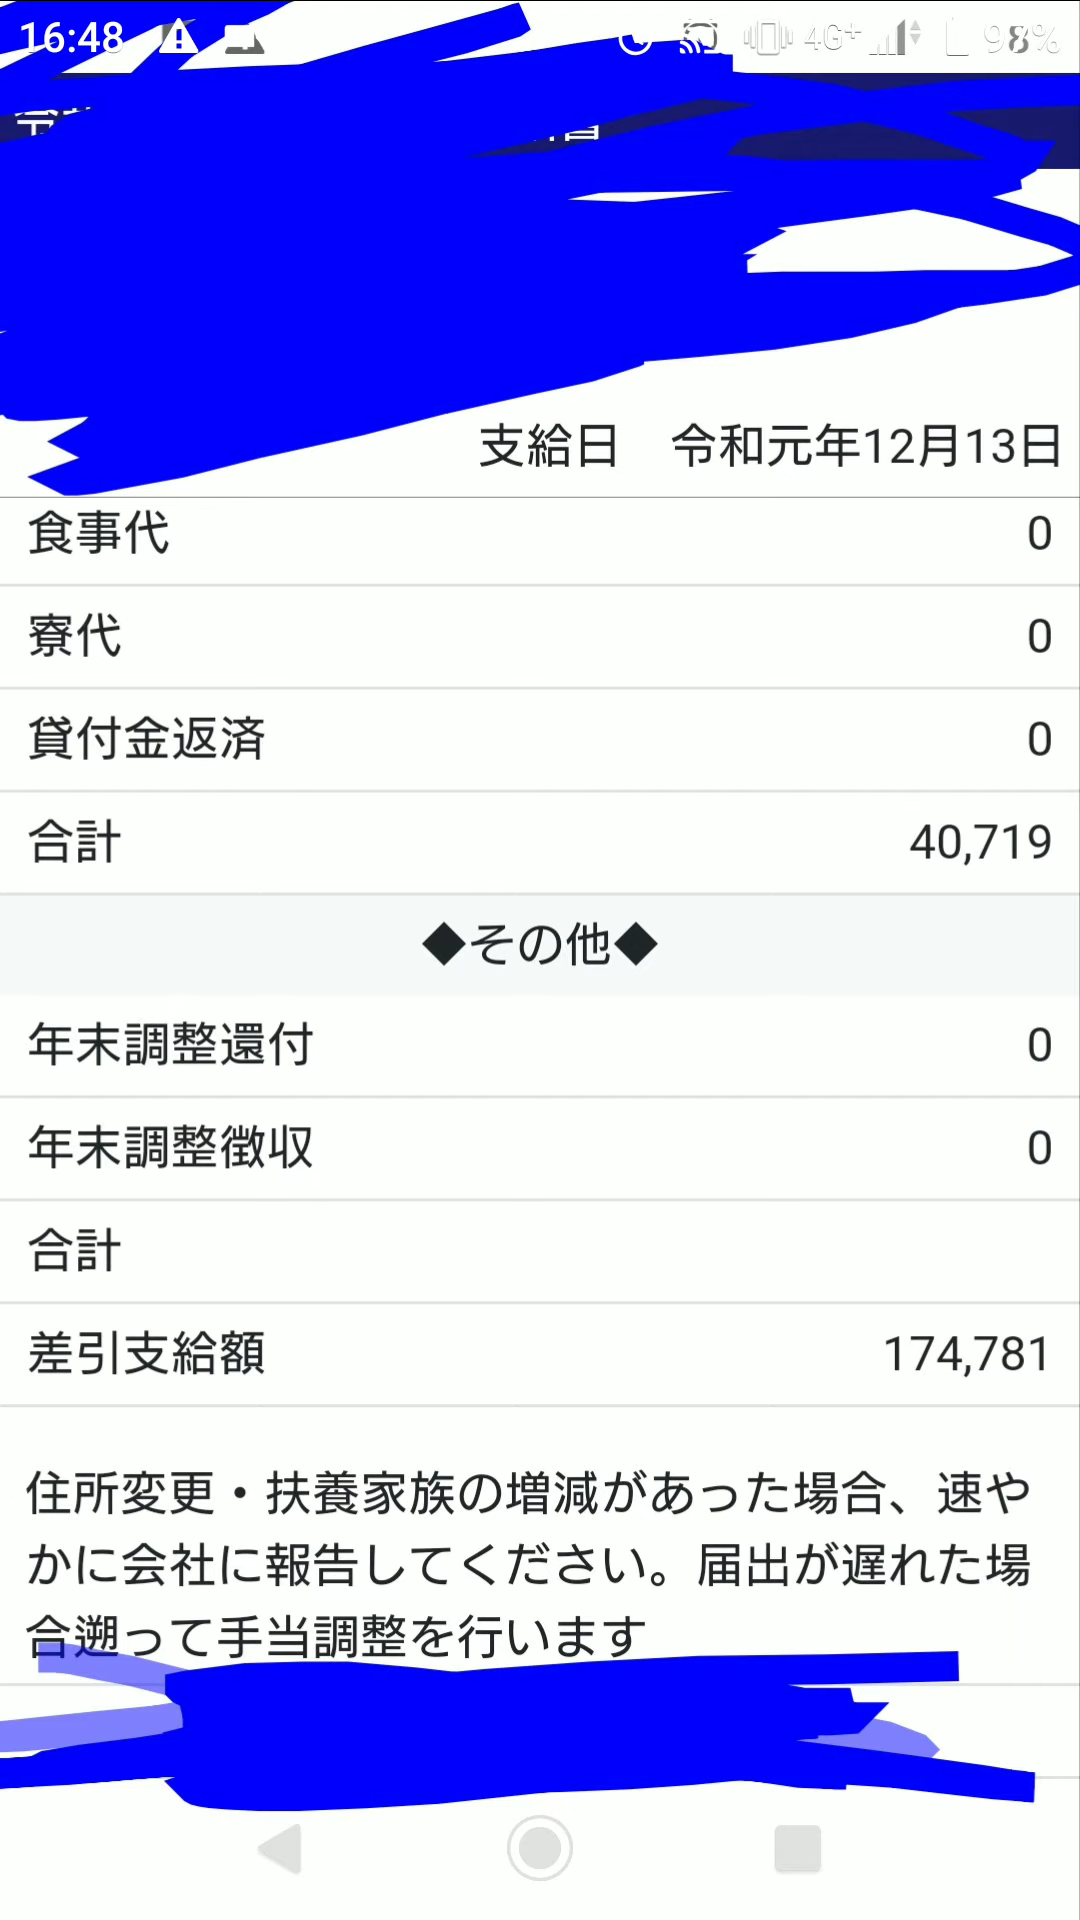 16:48 4G+ 98%
支給日　令和元年12月13日
食事代 0
寮代 0
貸付金返済 0
合計 40,719
◆その他◆
年末調整還付 0
年末調整徴収 0
合計
差引支給額 174,781
住所変更・扶養家族の増減があった場合、速や
かに会社に報告してください。届出が遅れた場
合遡って手当調整を行います